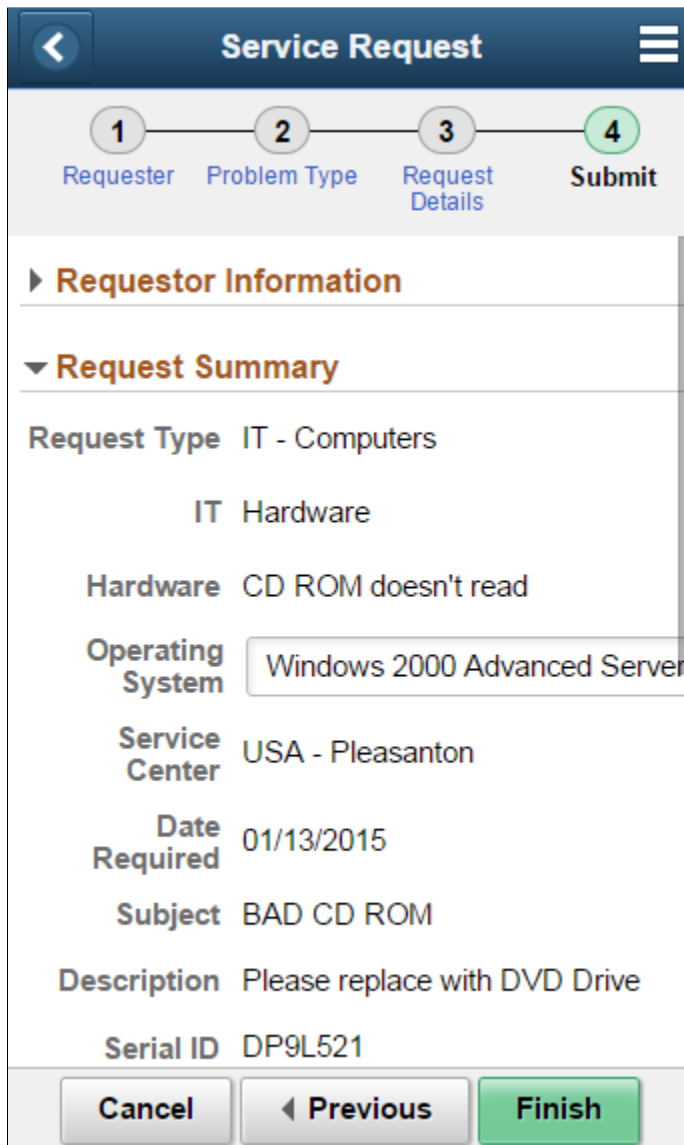 Service Request
1 2 3 4
Requester Problem Type Request Details Submit
Requestor Information
Request Summary
Request Type IT - Computers
IT Hardware
Hardware CD ROM doesn't read
Operating System Windows 2000 Advanced Server
Service Center USA - Pleasanton
Date Required 01/13/2015
Subject BAD CD ROM
Description Please replace with DVD Drive
Serial ID DP9L521
Cancel Previous Finish